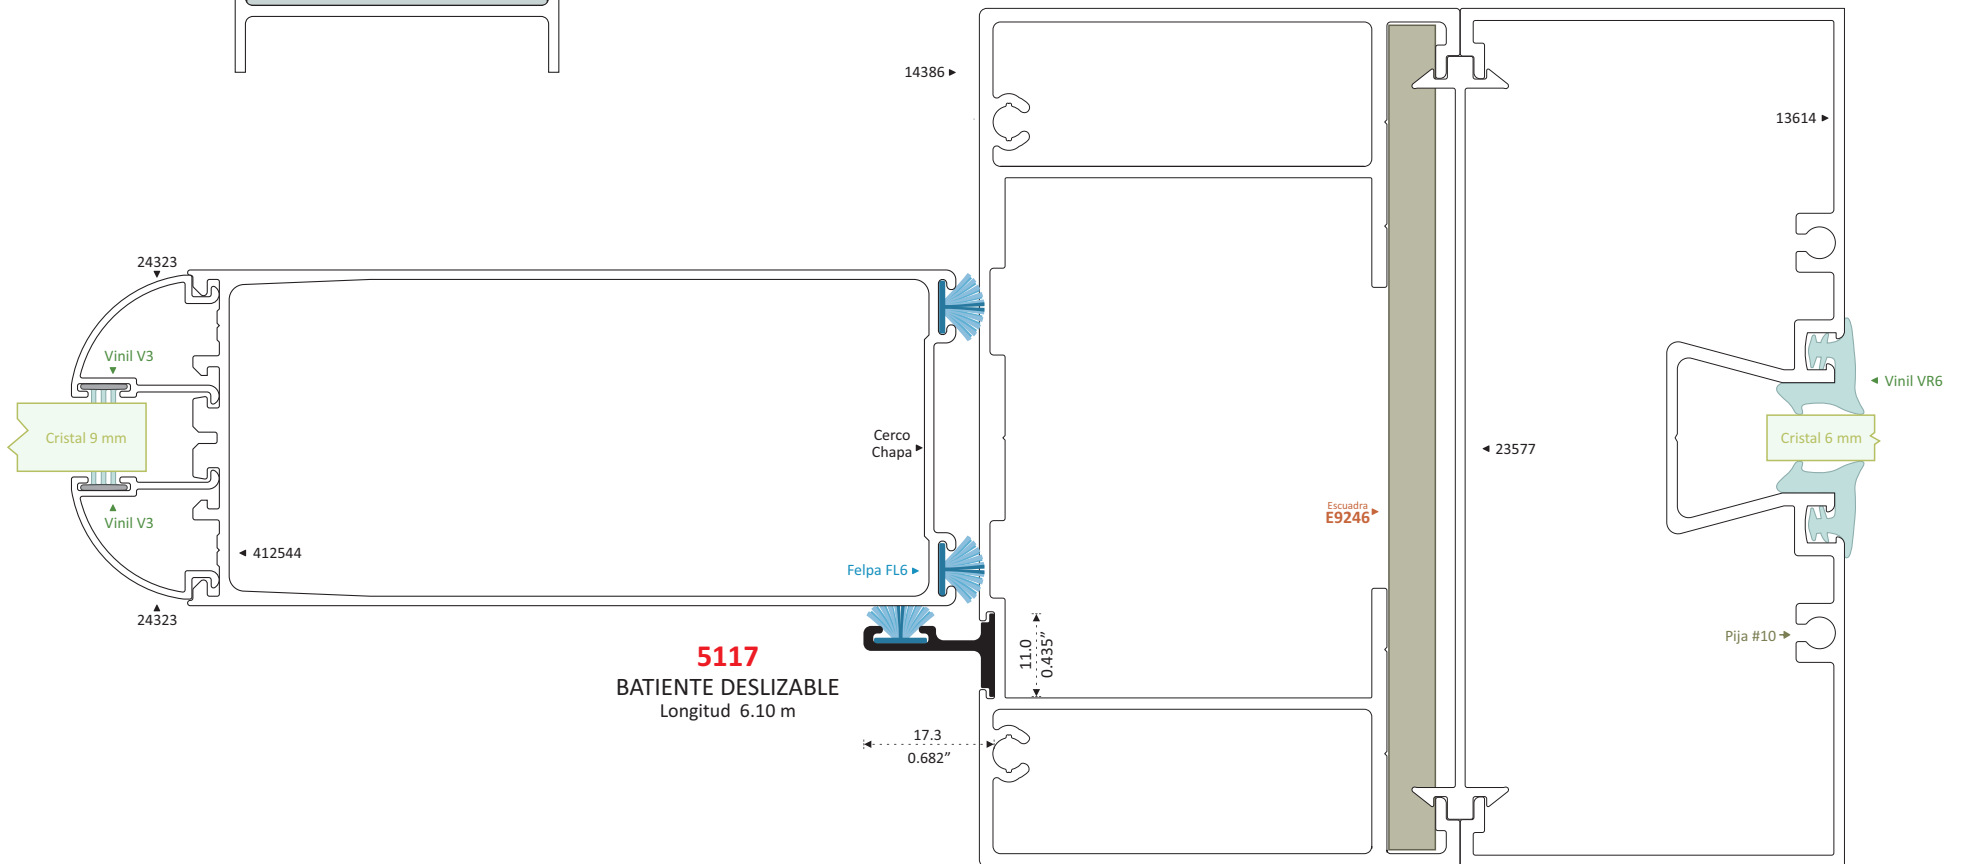 14386
13614
24323
Vinil V3
Vinil VR6
Cristal 9 mm
Cerco
Chapa
23577
Cristal 6 mm
Escuadra
E9246
Vinil V3
412544
Felpa FL6
24323
5117
BATIENTE DESLIZABLE
Longitud 6.10 m
11.0
0.435”
Pija #10
17.3
0.682”